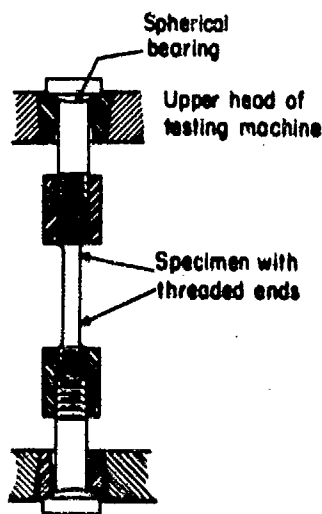 Spherical
bearing
Upper head of
testing machine
Specimen with
threaded ends